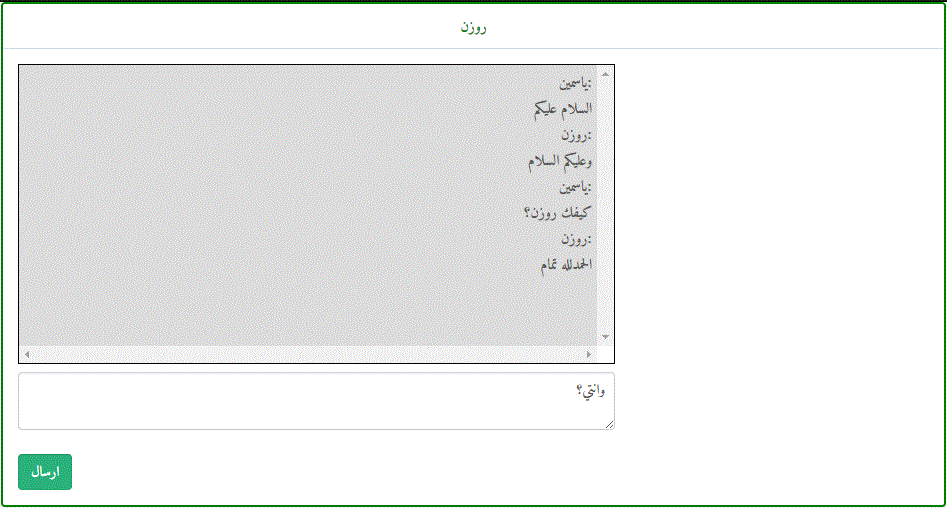 روزن
ياسمين:
السلام عليكم
روزن:
وعليكم السلام
ياسمين:
كيفك روزن؟
روزن:
الحمدلله تمام
وانتي؟
ارسال